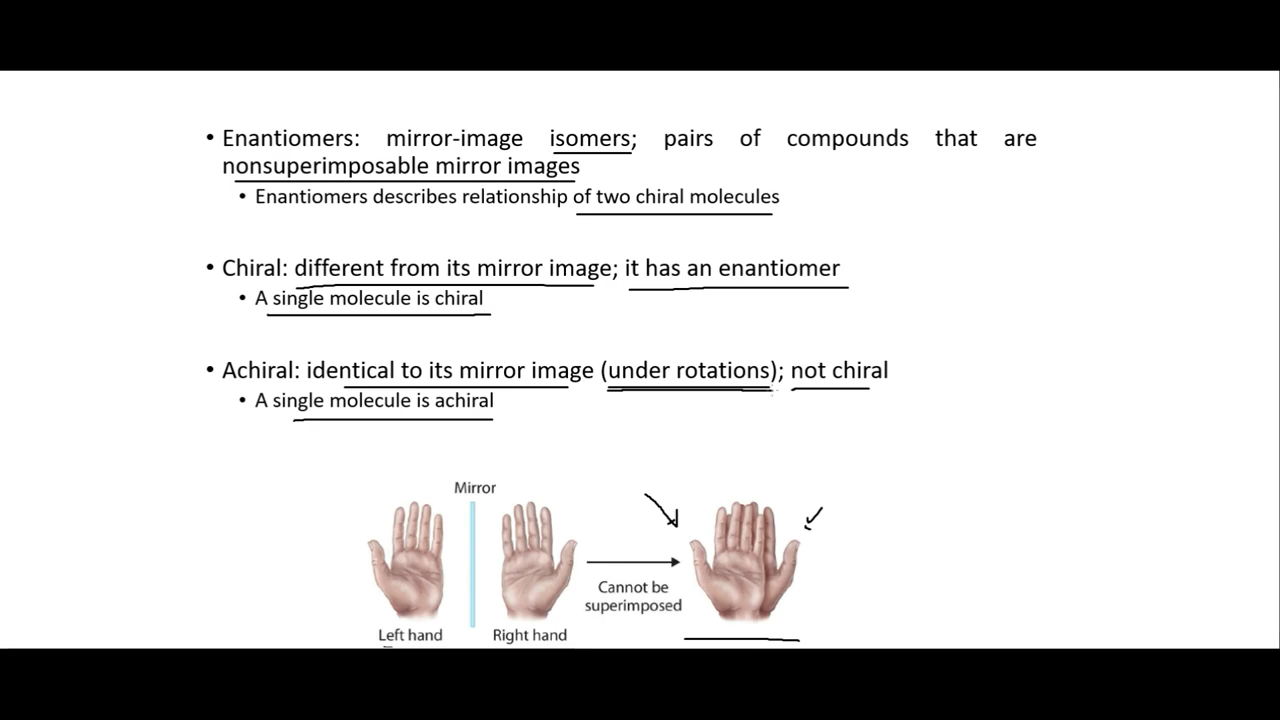 • Enantiomers: mirror-image isomers; pairs of compounds that are
nonsuperimposable mirror images
• Enantiomers describes relationship of two chiral molecules
• Chiral: different from its mirror image; it has an enantiomer
• A single molecule is chiral
• Achiral: identical to its mirror image (under rotations); not chiral
• A single molecule is achiral
Mirror
Cannot be
superimposed
Left hand
Right hand